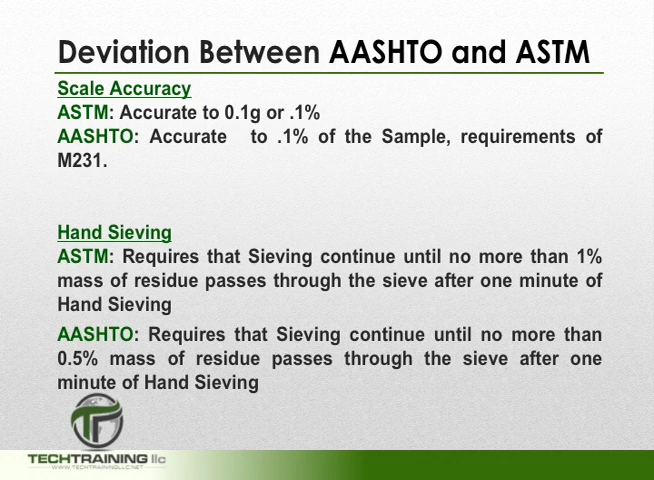 Deviation Between AASHTO and ASTM
Scale Accuracy
ASTM: Accurate to 0.1g or .1%
AASHTO: Accurate to .1% of the Sample, requirements of
M231.
Hand Sieving
ASTM: Requires that Sieving continue until no more than 1%
mass of residue passes through the sieve after one minute of
Hand Sieving
AASHTO: Requires that Sieving continue until no more than
0.5% mass of residue passes through the sieve after one
minute of Hand Sieving
TECHTRAINING llc
WWW.TECHTRAININGLLC.NET